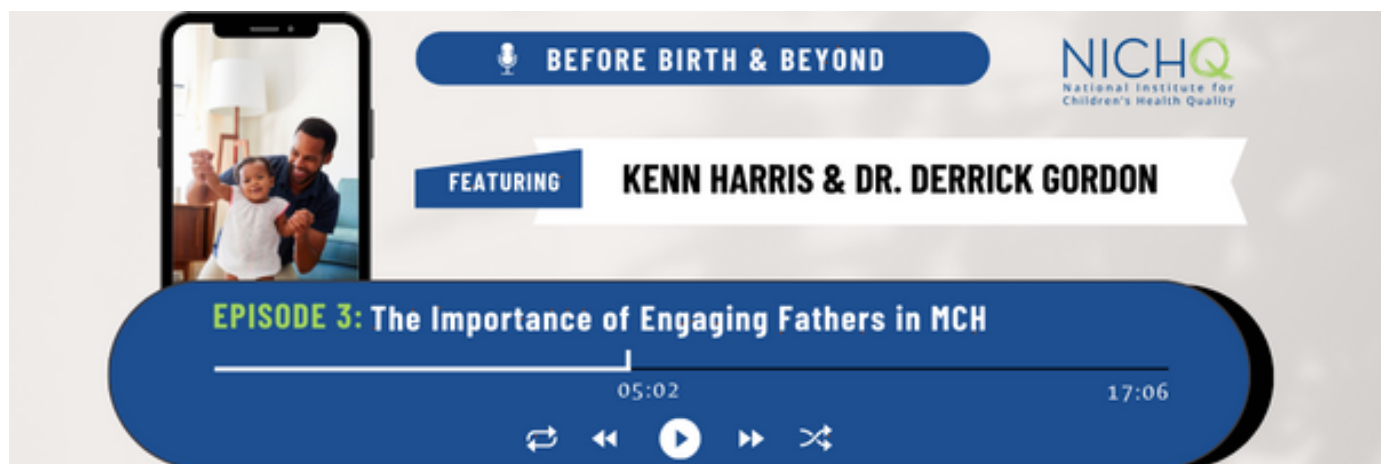 BEFORE BIRTH & BEYOND
NICHQ
National Institute for
Children's Health Quality
FEATURING
KENN HARRIS & DR. DERRICK GORDON
EPISODE 3: The Importance of Engaging Fathers in MCH
05:02
17:06